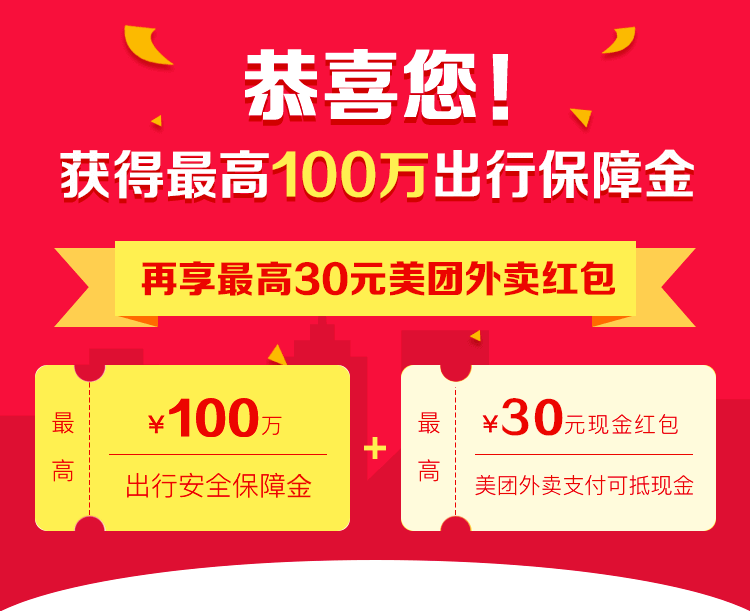 恭喜您!
获得最高100万出行保障金
再享最高30元美团外卖红包
最高
¥100万
出行安全保障金
+
最高
¥30元现金红包
美团外卖支付可抵现金